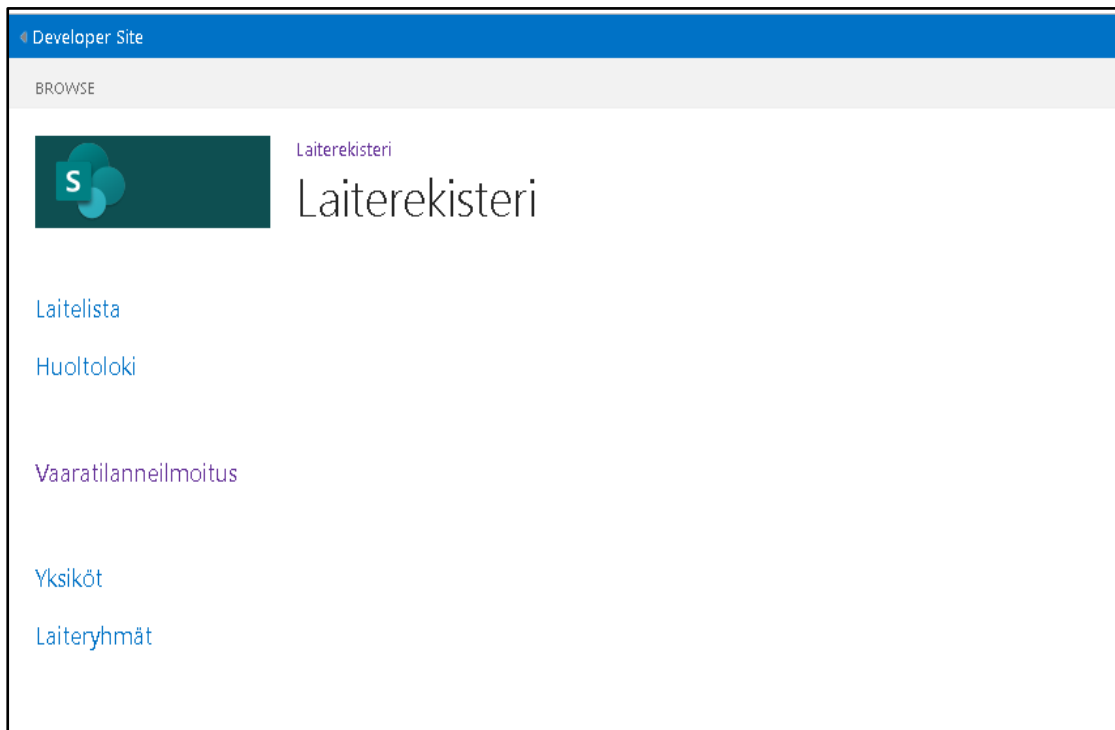 Developer Site
BROWSE
S
Laiterekisteri
Laiterekisteri
Laitelista
Huoltoloki
Vaaratilanneilmoitus
Yksiköt
Laiteryhmät